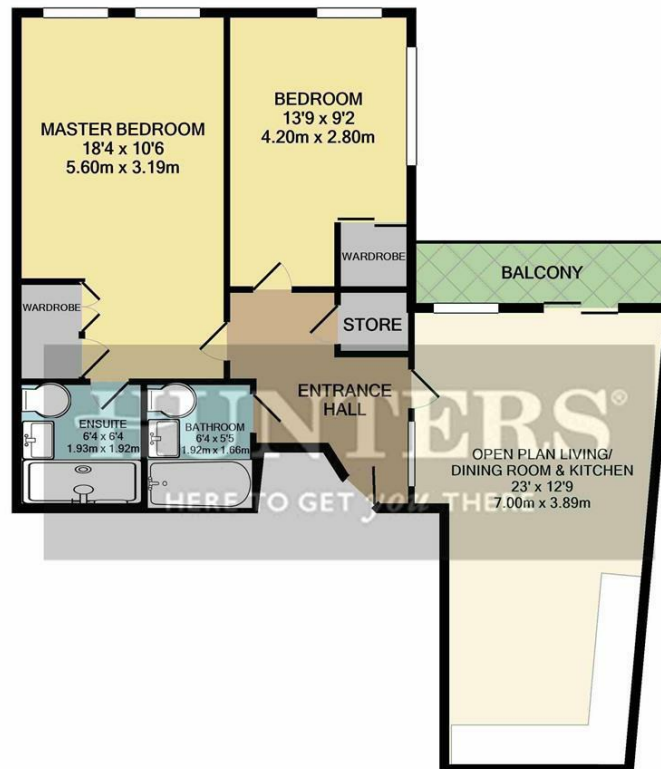 MASTER BEDROOM
18'4 x 10'6
5.60m x 3.19m
BEDROOM
13'9 x 9'2
4.20m x 2.80m
WARDROBE
BALCONY
WARDROBE
STORE
ENTRANCE
HALL
ENSUITE
6'4 x 6'4
1.93m x 1.92m
BATHROOM
6'4 x 5'5
1.92m x 1.66m
OPEN PLAN LIVING/
DINING ROOM & KITCHEN
23' x 12'9
7.00m x 3.89m
HUNTERS®
HERE TO GET you THERE